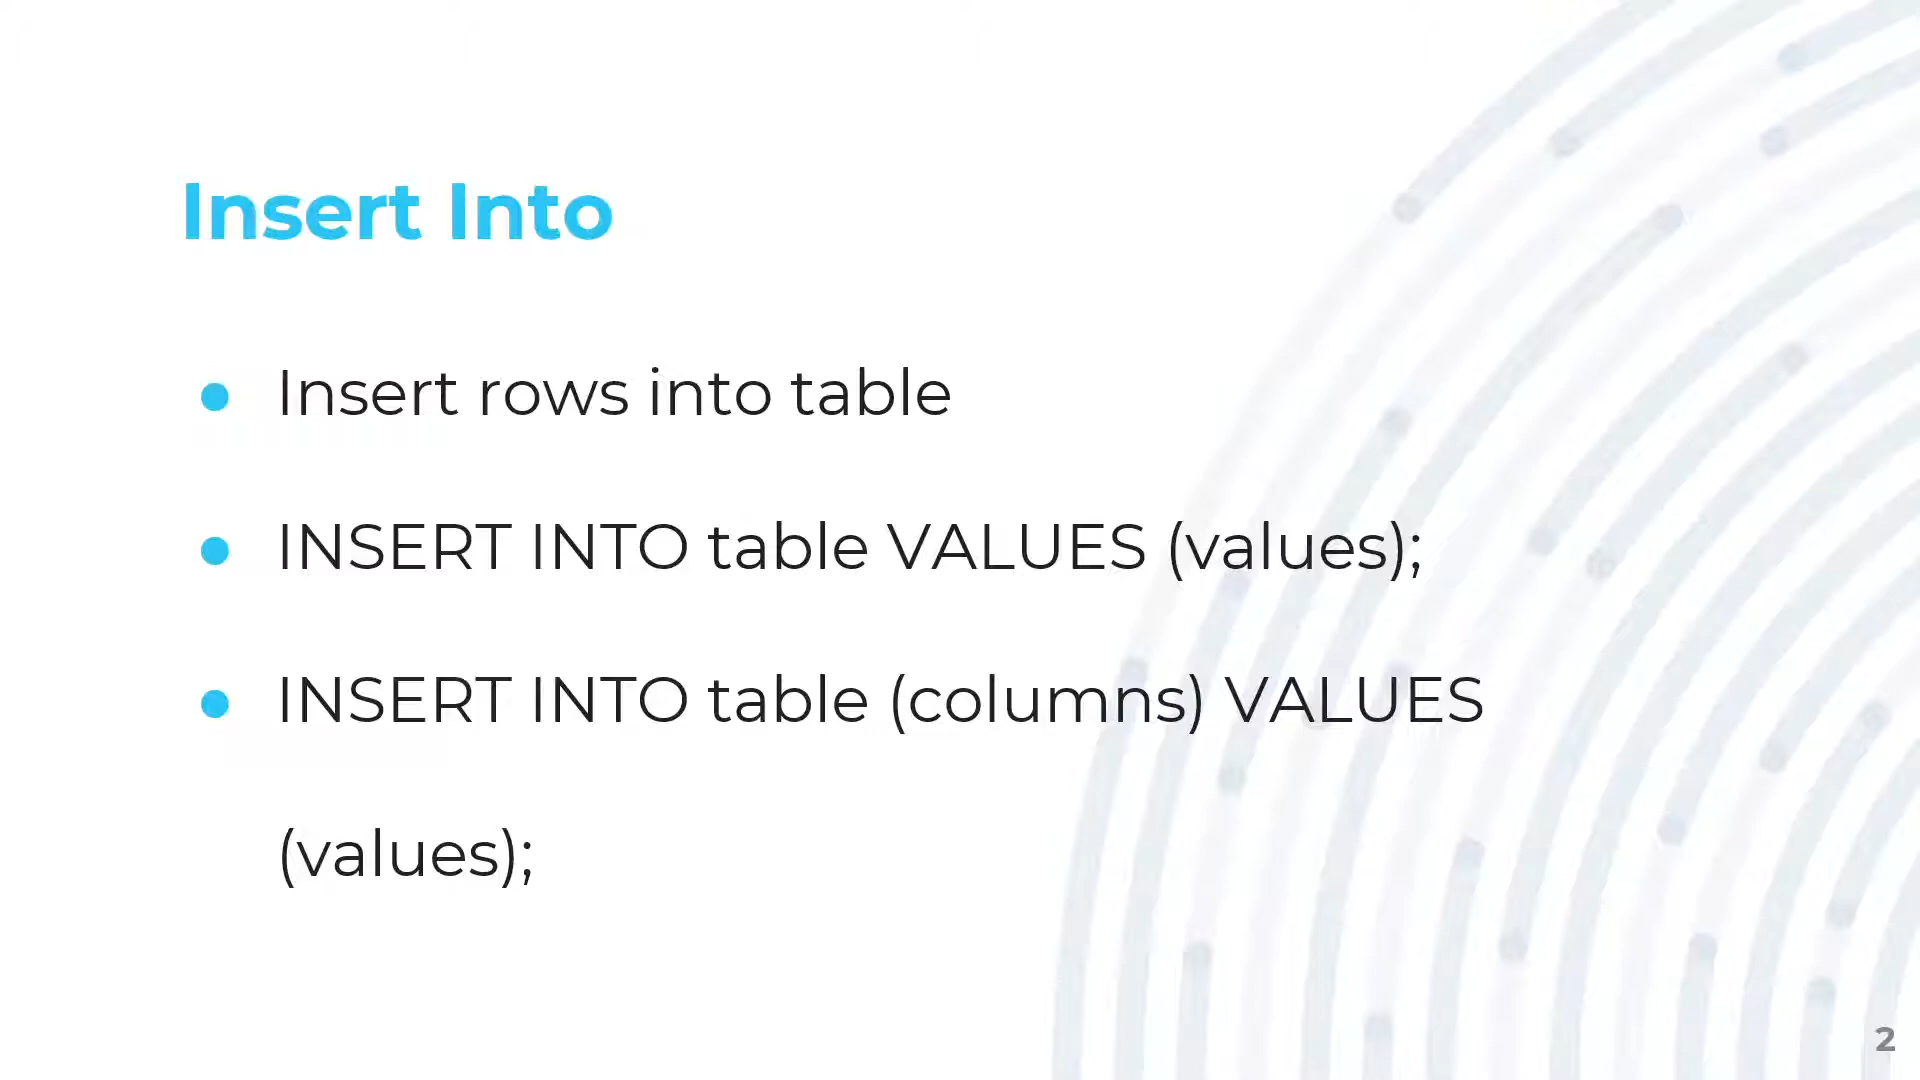 Insert Into
● Insert rows into table
● INSERT INTO table VALUES (values);
● INSERT INTO table (columns) VALUES
(values);
2